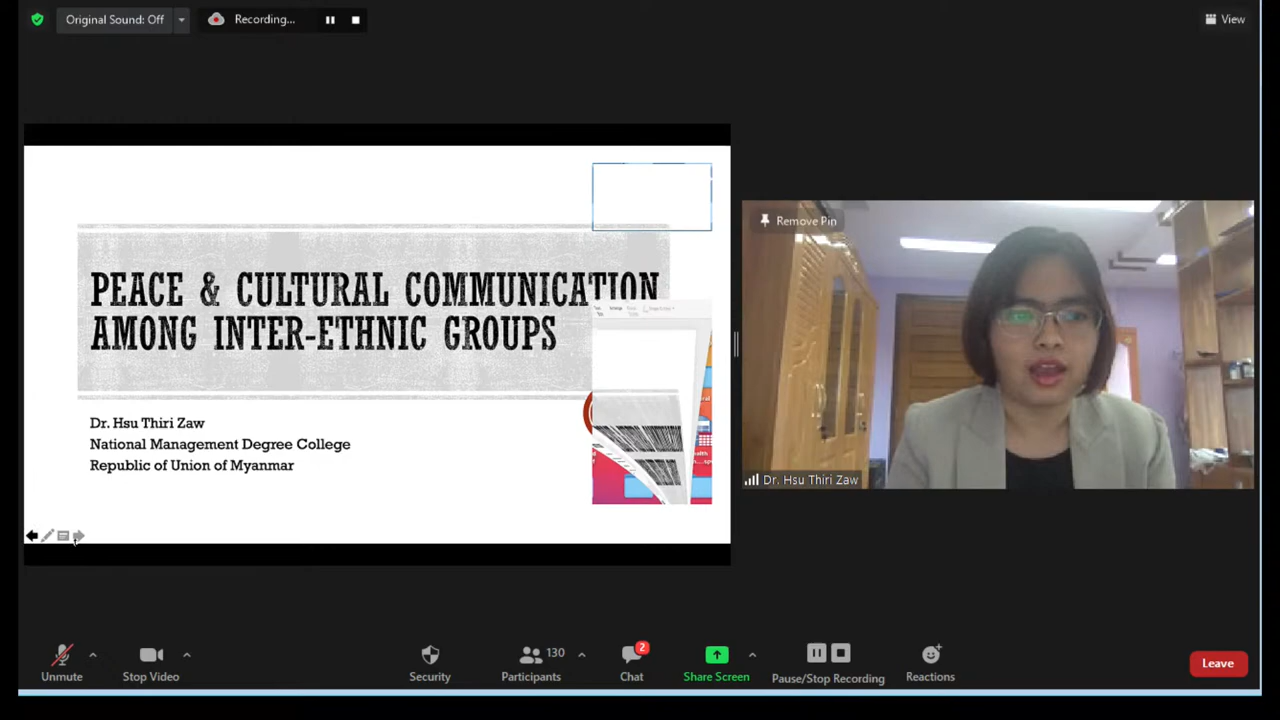 Original Sound: Off
Recording...
View
PEACE & CULTURAL COMMUNICATION
AMONG INTER-ETHNIC GROUPS
Dr. Hsu Thiri Zaw
National Management Degree College
Republic of Union of Myanmar
Remove Pin
Dr. Hsu Thiri Zaw
Unmute
Stop Video
Security
130
Participants
2
Chat
Share Screen
Pause/Stop Recording
Reactions
Leave